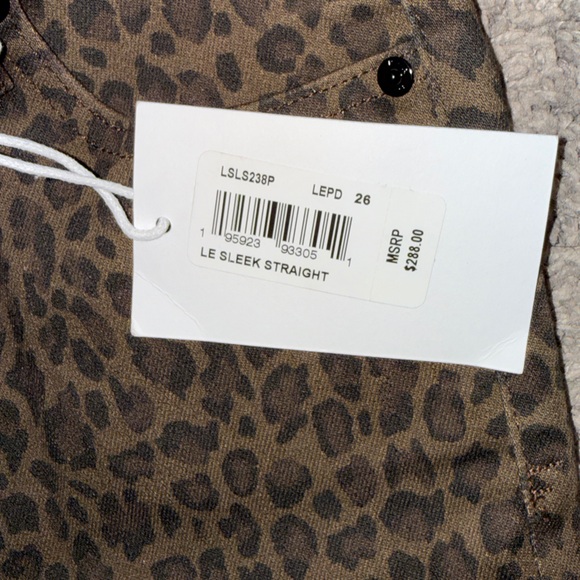 LSLS238P LEPD 26
1 95923 93305 1
LE SLEEK STRAIGHT
MSRP
$288.00